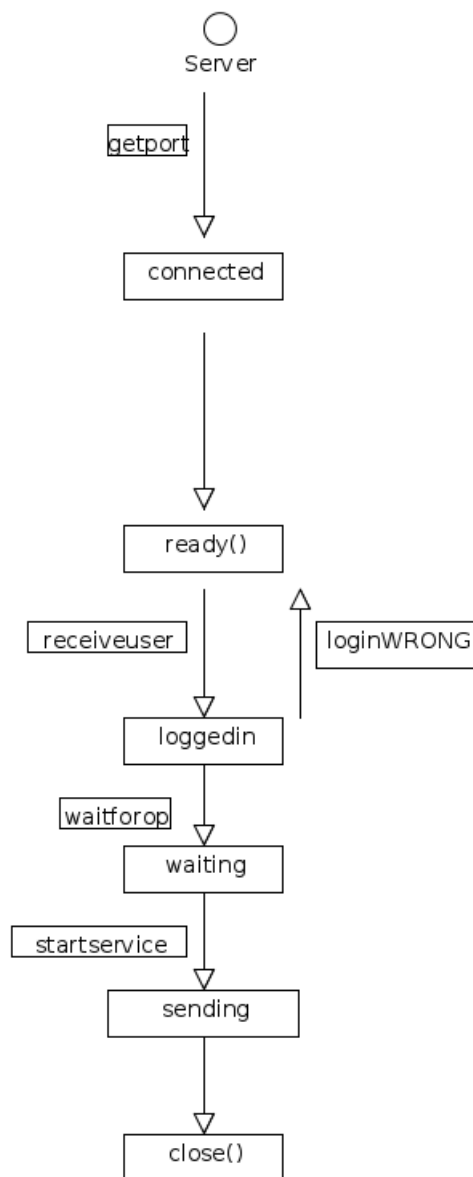 Server
getport
connected
ready()
receiveuser
loginWRONG
loggedin
waitforop
waiting
startservice
sending
close()